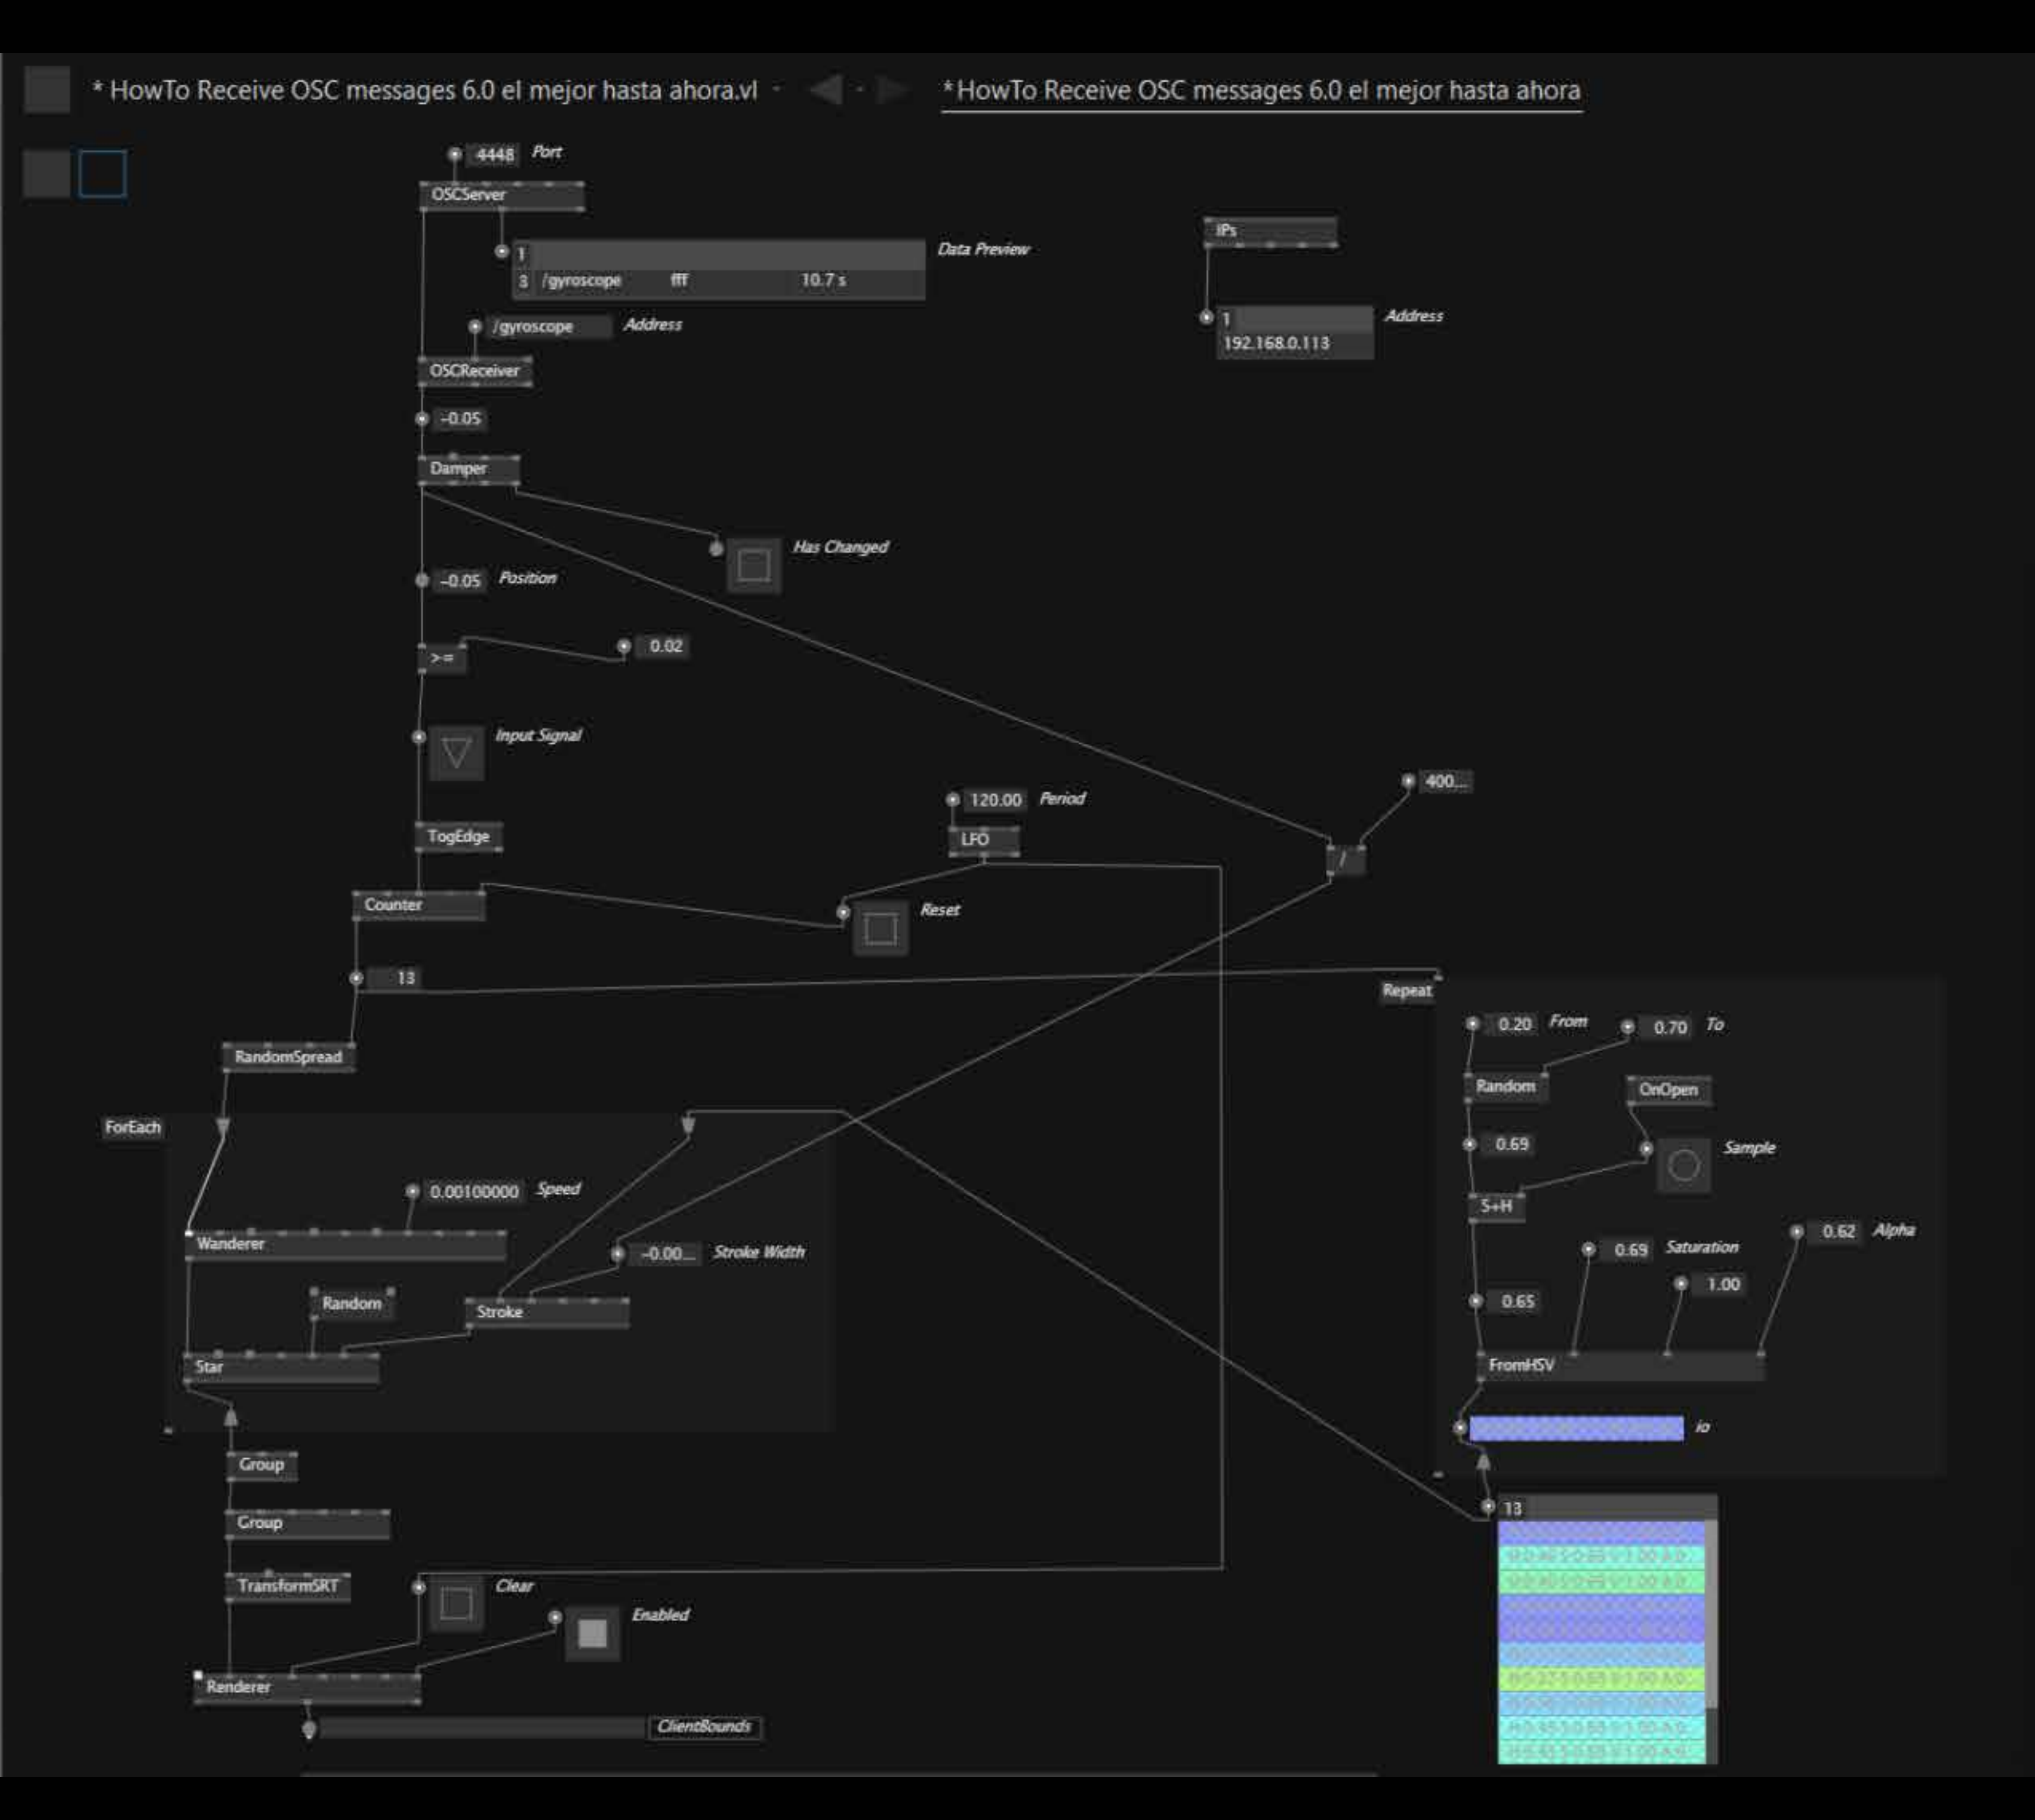 * HowTo Receive OSC messages 6.0 el mejor hasta ahora.vl
*HowTo Receive OSC messages 6.0 el mejor hasta ahora
4448 Port
OSCServer
1
3 /gyroscope fff 10.7 s
Data Preview
IPs
1
192.168.0.113
Address
/gyroscope Address
OSCReceiver
-0.05
Damper
Has Changed
-0.05 Position
>=
0.02
Input Signal
400...
120.00 Period
TogEdge
LFO
/
Counter
Reset
13
Repeat
0.20 From
0.70 To
RandomSpread
Random
OnOpen
ForEach
0.69
Sample
0.00100000 Speed
S+H
Wanderer
-0.00... Stroke Width
0.69 Saturation
0.62 Alpha
1.00
Random
Stroke
0.65
Star
FromHSV
io
Group
13
Group
TransformSRT
Clear
Enabled
Renderer
ClientBounds